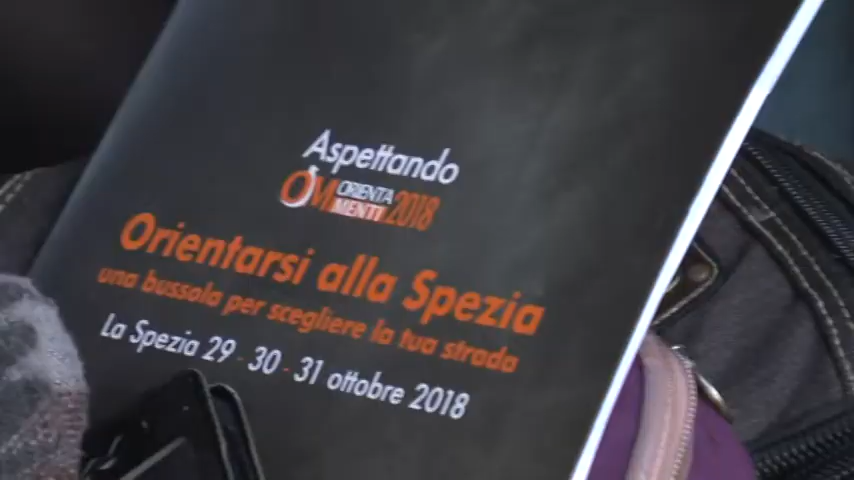 Aspettando
OM ORIENTA
MENTI 2018
Orientarsi alla Spezia
una bussola per scegliere la tua strada
La Spezia 29 - 30 - 31 ottobre 2018